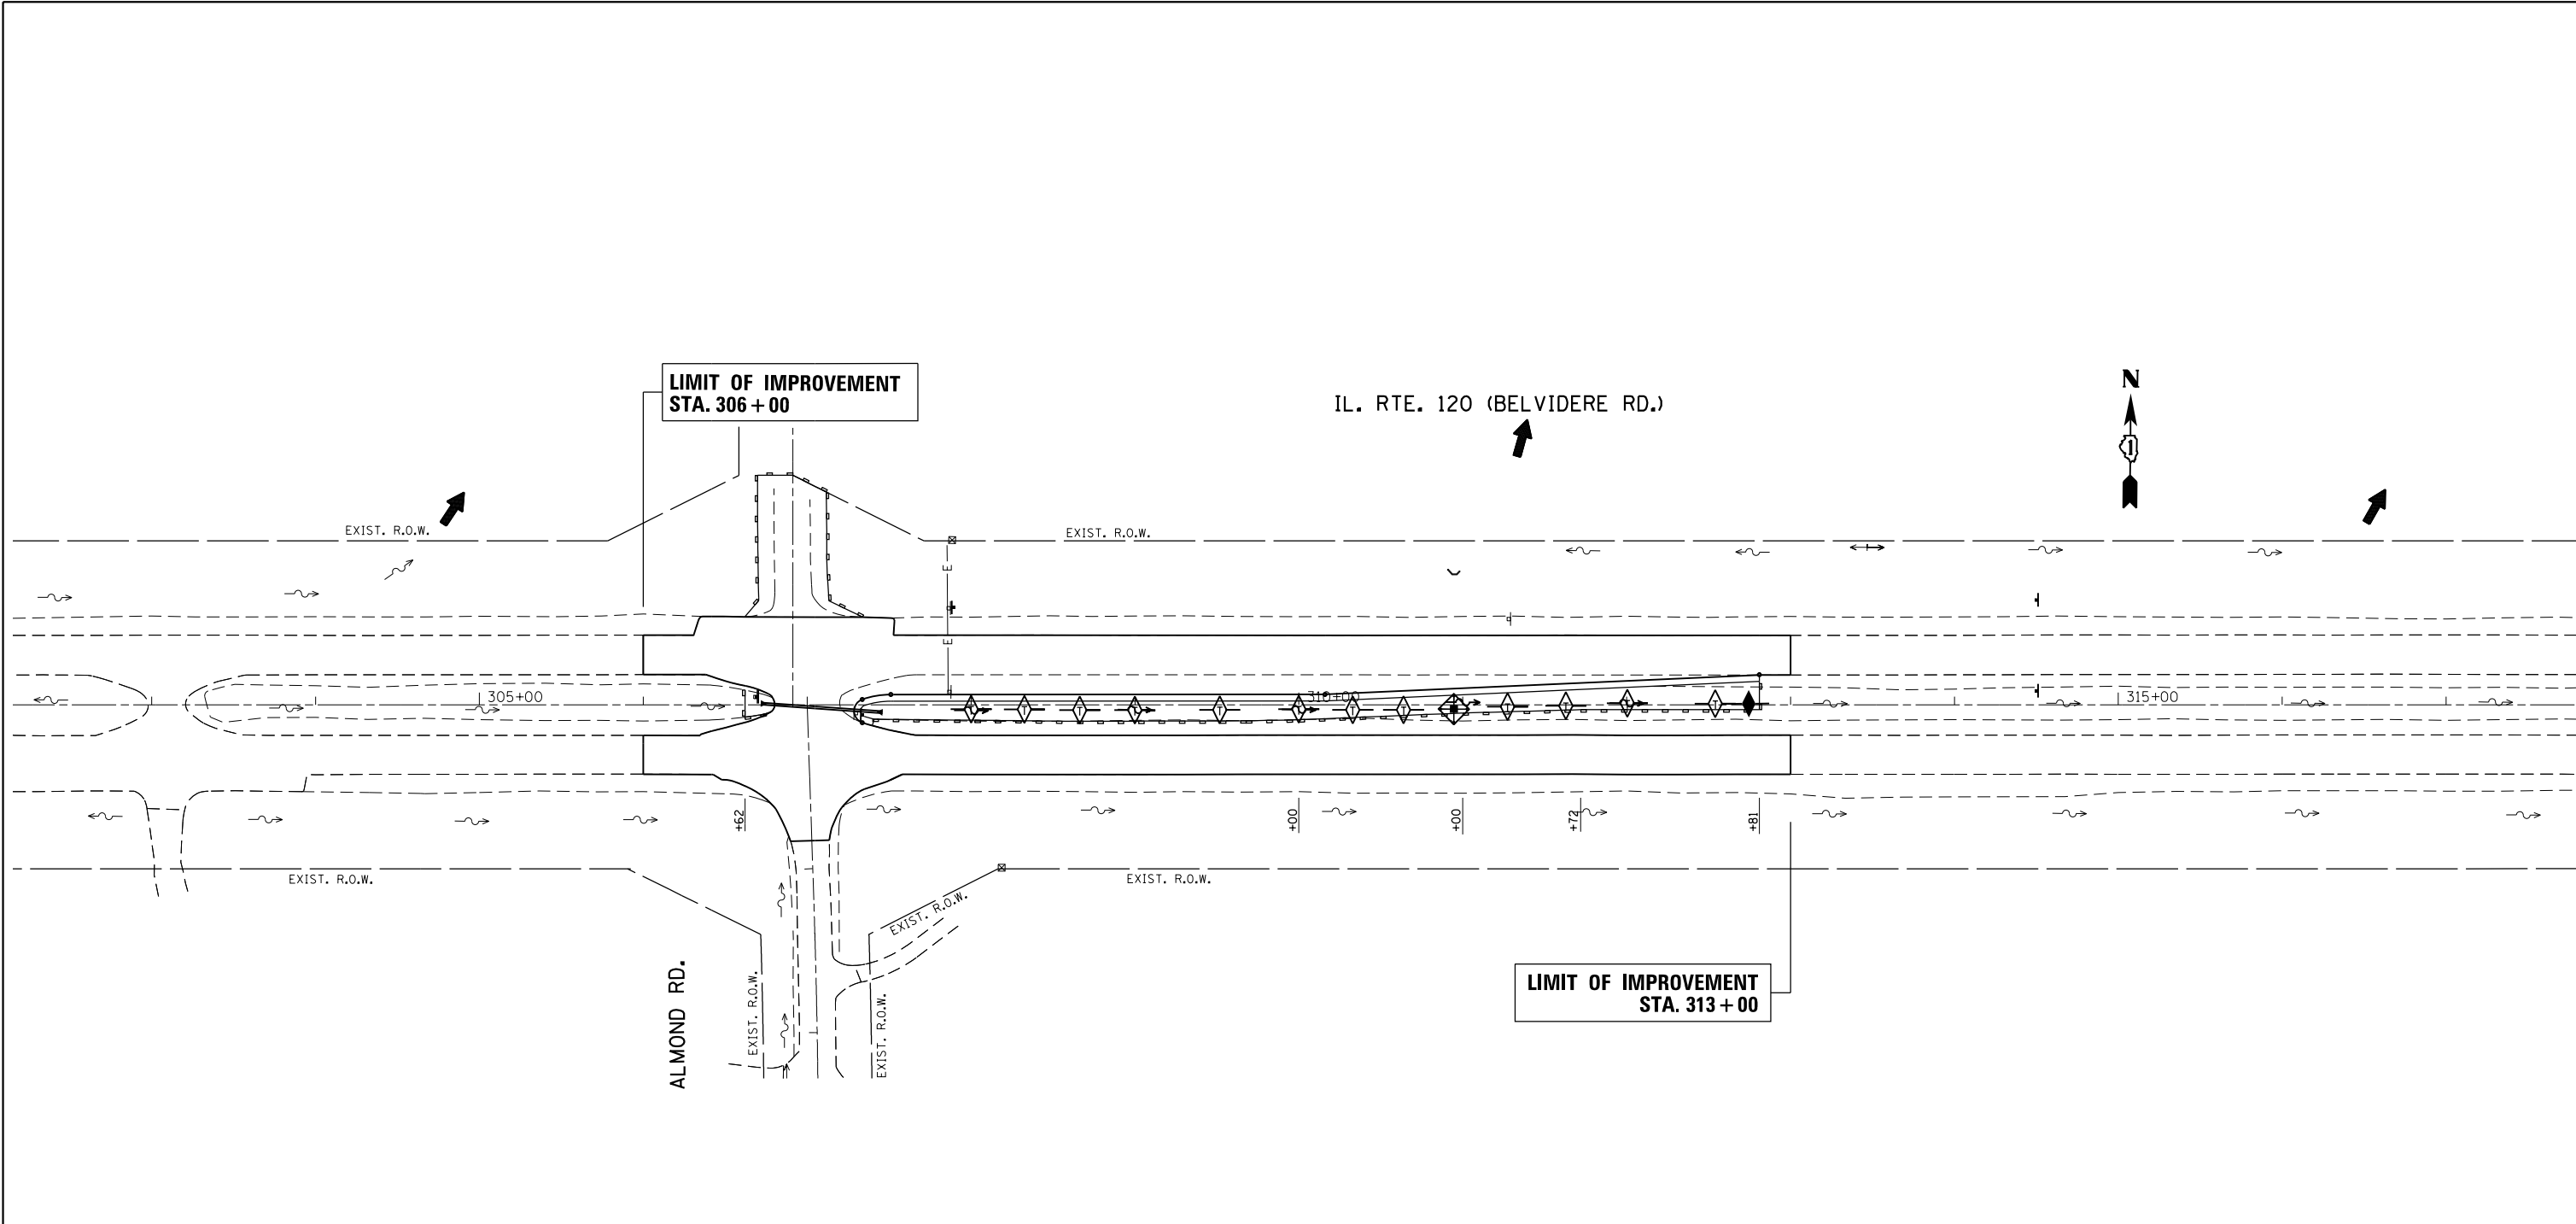 LIMIT OF IMPROVEMENT
STA. 306+00
IL. RTE. 120 (BELVIDERE RD.)
N
1
EXIST. R.O.W.
EXIST. R.O.W.
E
E
305+00
310+00
315+00
T
T
T
T
T
T
T
T
+62
+00
+00
+72
+81
EXIST. R.O.W.
EXIST. R.O.W.
EXIST. R.O.W.
ALMOND RD.
EXIST. R.O.W.
EXIST. R.O.W.
LIMIT OF IMPROVEMENT
STA. 313+00